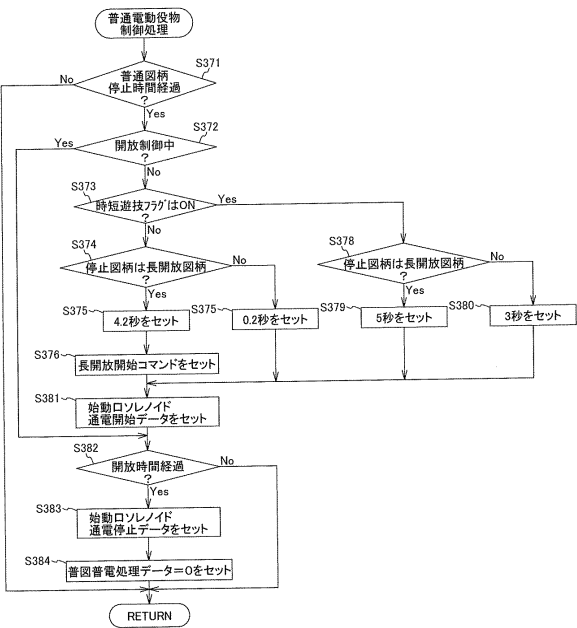 普通電動役物
制御処理
S371
普通図柄
停止時間経過
?
No
Yes
S372
開放制御中
?
Yes
No
S373
時短遊技フラグはON
?
Yes
No
S374
停止図柄は長開放図柄
?
No
Yes
S378
停止図柄は長開放図柄
?
No
Yes
S375
4.2秒をセット
S375
0.2秒をセット
S379
5秒をセット
S380
3秒をセット
S376
長開放開始コマンドをセット
S381
始動口ソレノイド
通電開始データをセット
S382
開放時間経過
?
No
Yes
S383
始動口ソレノイド
通電停止データをセット
S384
普図普電処理データ=0をセット
RETURN